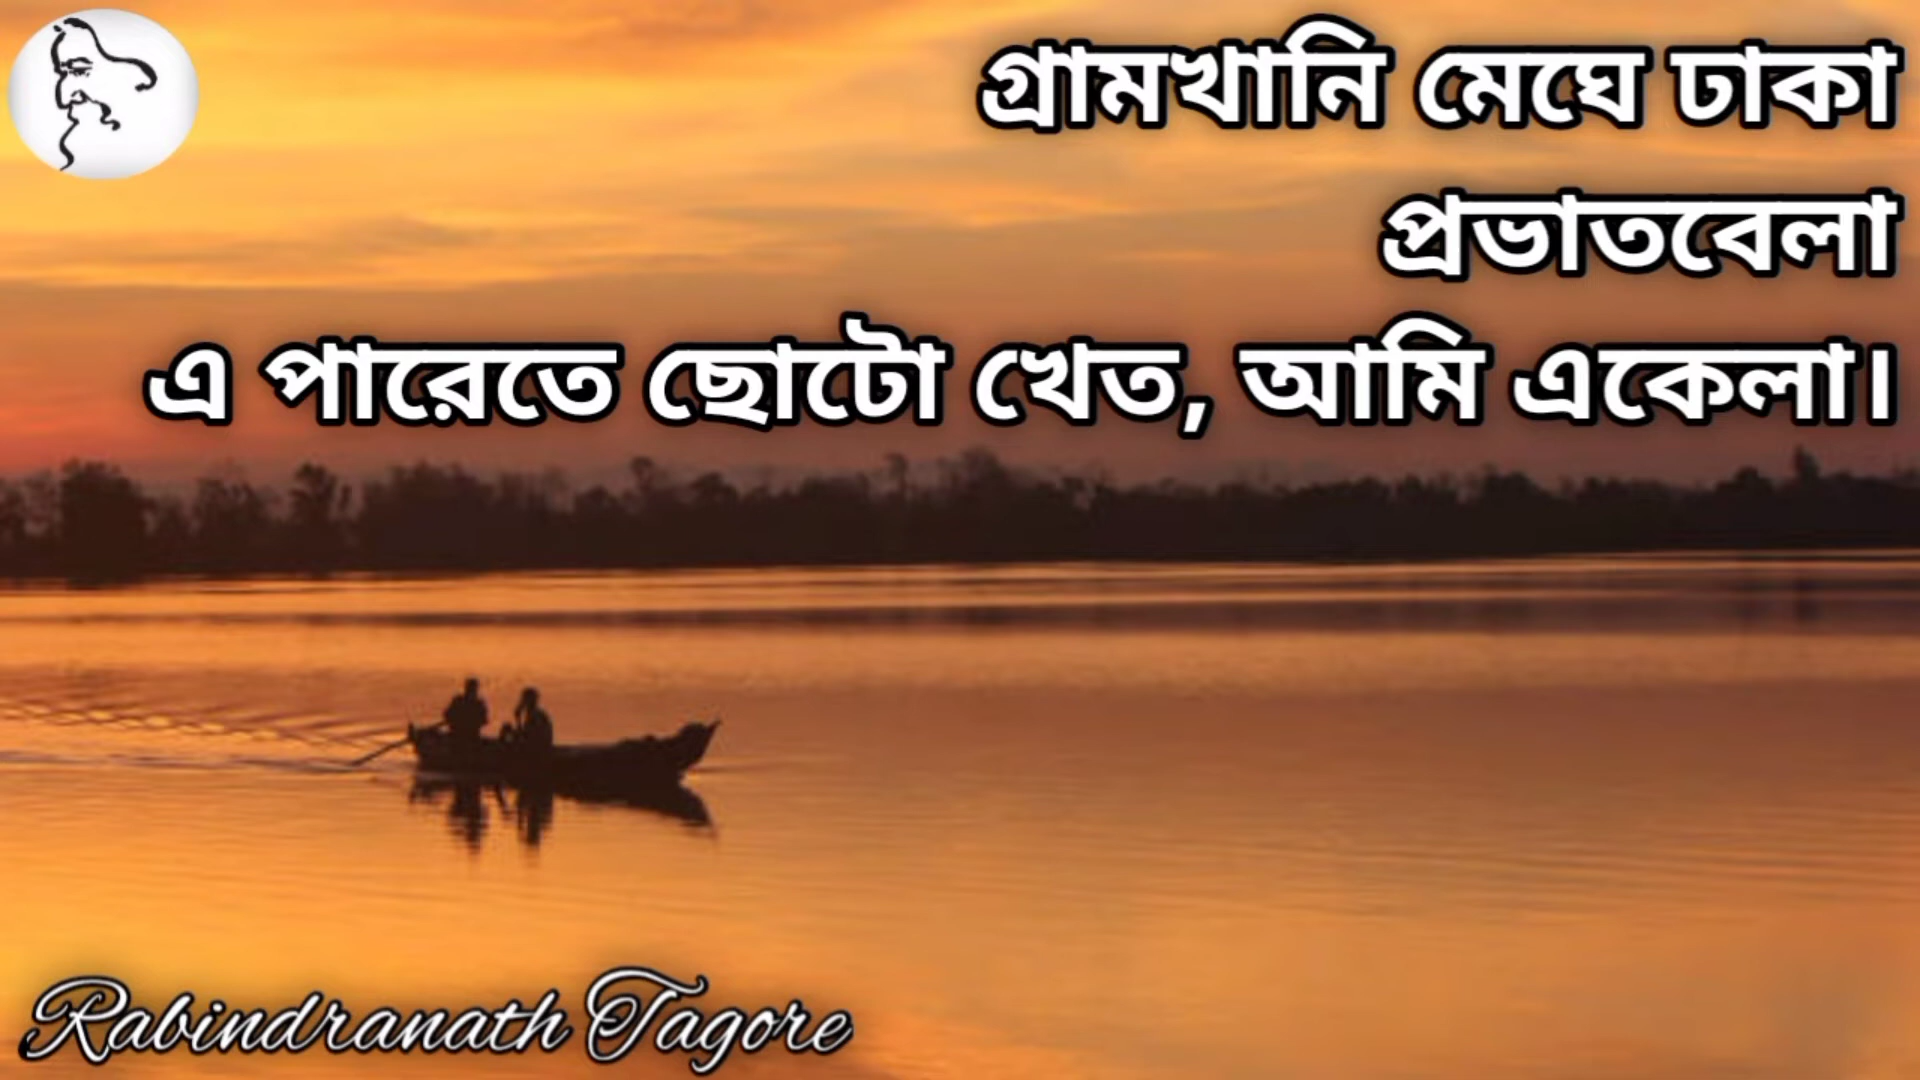 গ্রামখানি মেঘে ঢাকা
প্রভাতবেলা
এ পারেতে ছোটো খেত, আমি একেলা।
Rabindranath Tagore